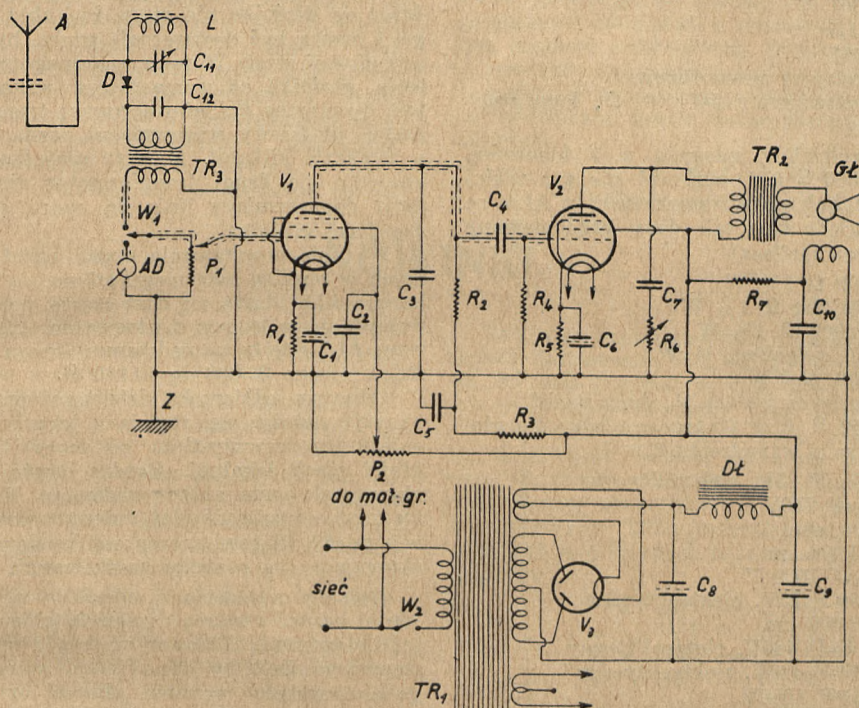 A
L
C₁₁
D
C₁₂
TR₃
V₁
V₂
TR₂
GŁ
W₁
C₄
AD
P₁
C₃
R₂
R₄
C₇
R₇
C₁₀
R₁
C₁
C₂
R₅
C₆
R₆
Z
C₅
R₃
P₂
do mot. gr.
DŁ
sieć
W₂
V₃
C₈
C₉
TR₁